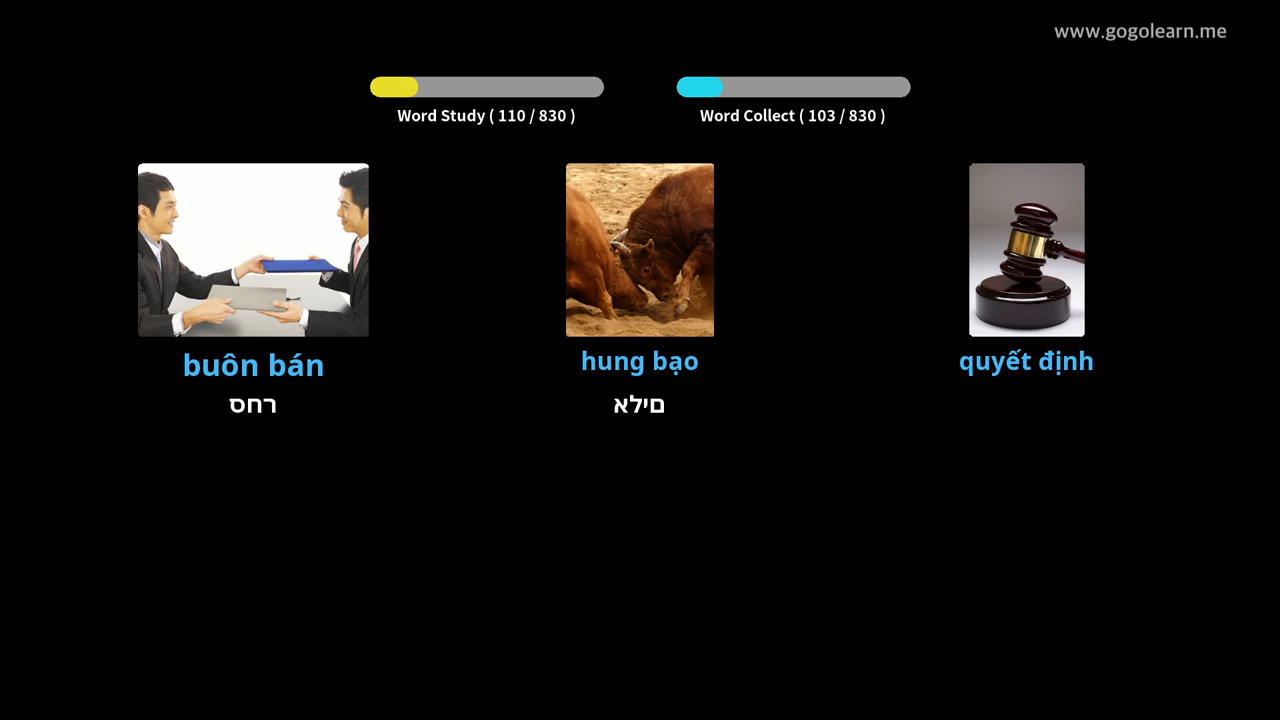 www.gogolearn.me
Word Study ( 110 / 830 )
Word Collect ( 103 / 830 )
buôn bán
hung bạo
quyết định
רחס
םילא